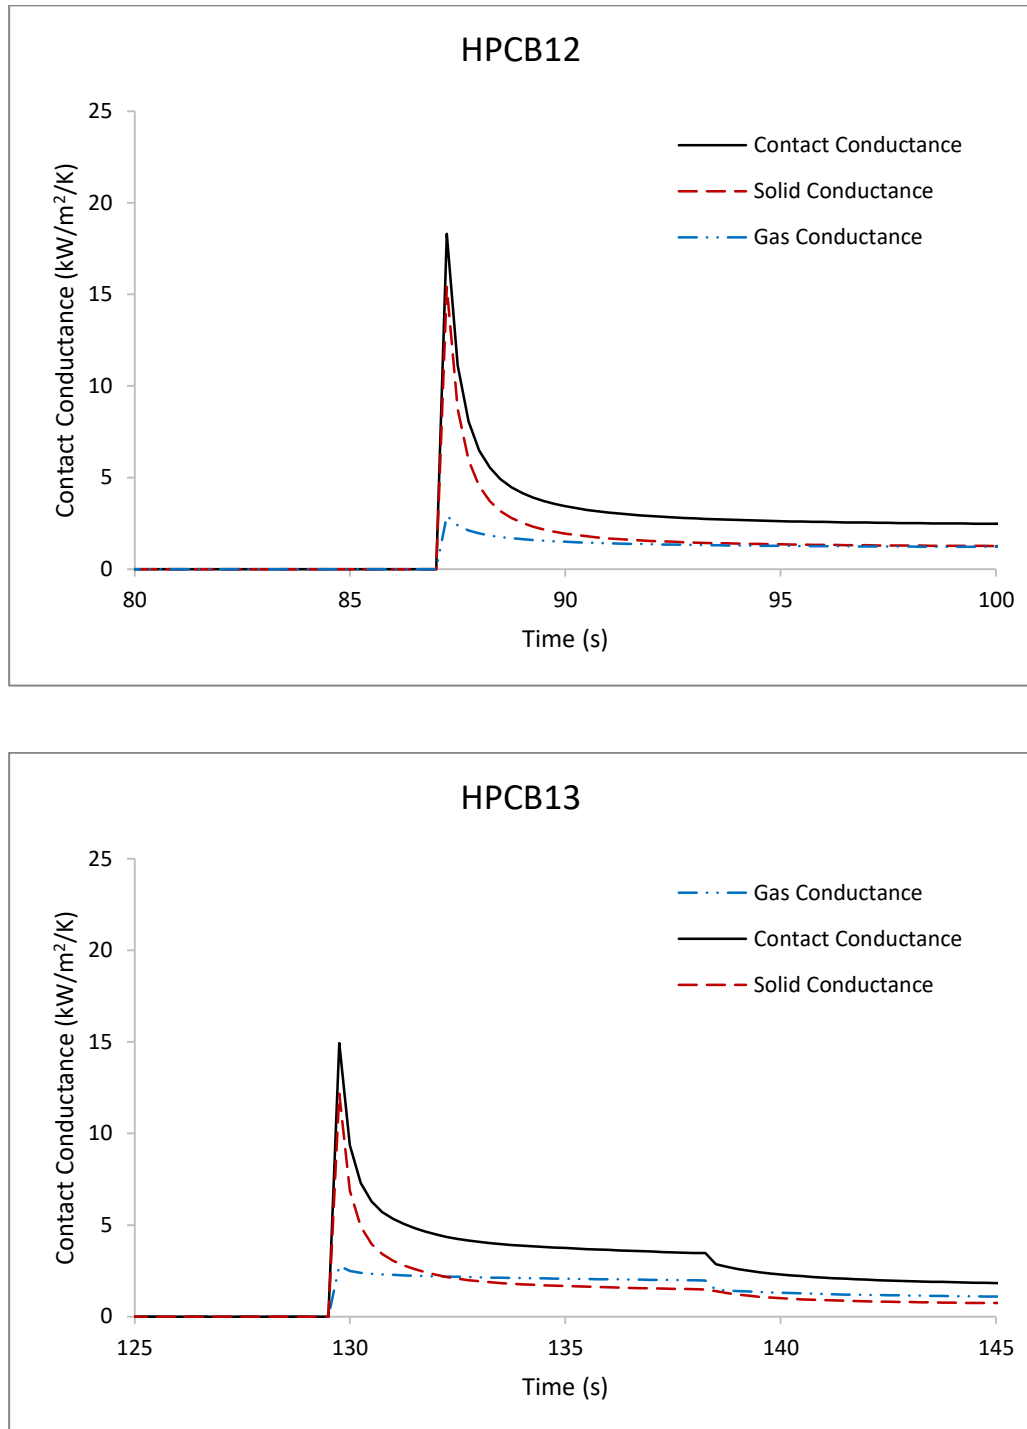 HPCB12
25
20
15
10
5
0
Contact Conductance (kW/m²/K)
Contact Conductance
Solid Conductance
Gas Conductance
80 85 90 95 100
Time (s)
HPCB13
25
20
15
10
5
0
Contact Conductance (kW/m²/K)
Gas Conductance
Contact Conductance
Solid Conductance
125 130 135 140 145
Time (s)